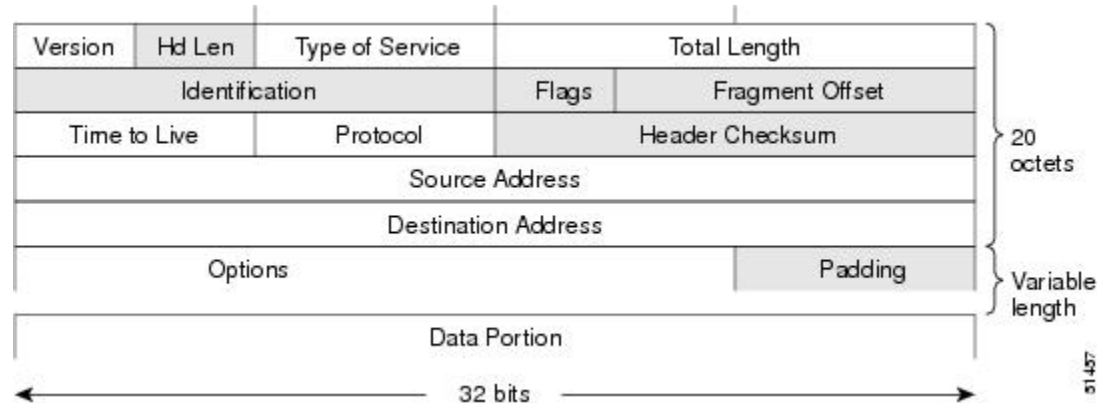 Version Hd Len Type of Service Total Length
Identification Flags Fragment Offset
Time to Live Protocol Header Checksum
20
octets
Source Address
Destination Address
Options Padding
Variable
length
Data Portion
32 bits
51457